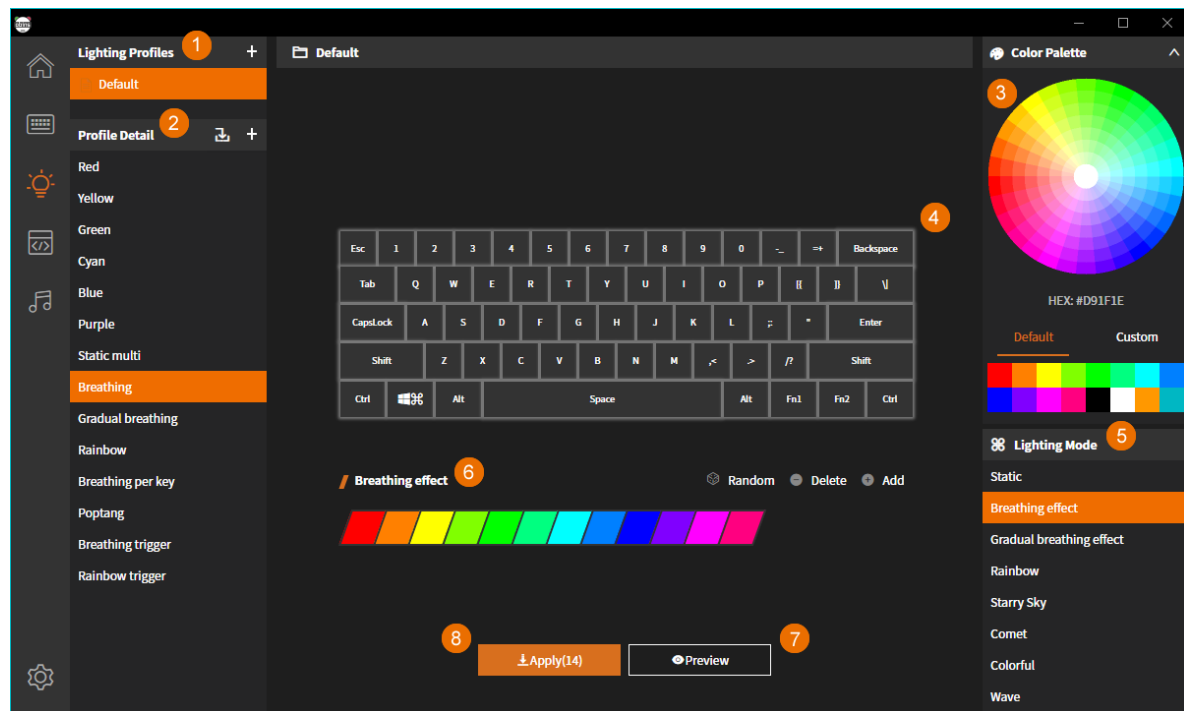 Lighting Profiles 1 +
Default
Profile Detail 2 +
Red
Yellow
Green
Cyan
Blue
Purple
Static multi
Breathing
Gradual breathing
Rainbow
Breathing per key
Poptang
Breathing trigger
Rainbow trigger
Default
4
Esc 1 2 3 4 5 6 7 8 9 0 -_ =+ Backspace
Tab Q W E R T Y U I O P [{ ]} \|
CapsLock A S D F G H J K L ;: " Enter
Shift Z X C V B N M ,< .> /? Shift
Ctrl ⌘ Alt Space Alt Fn1 Fn2 Ctrl
Breathing effect 6 Random Delete Add
8 Apply(14) Preview 7
Color Palette
3
HEX: #D91F1E
Default Custom
Lighting Mode 5
Static
Breathing effect
Gradual breathing effect
Rainbow
Starry Sky
Comet
Colorful
Wave